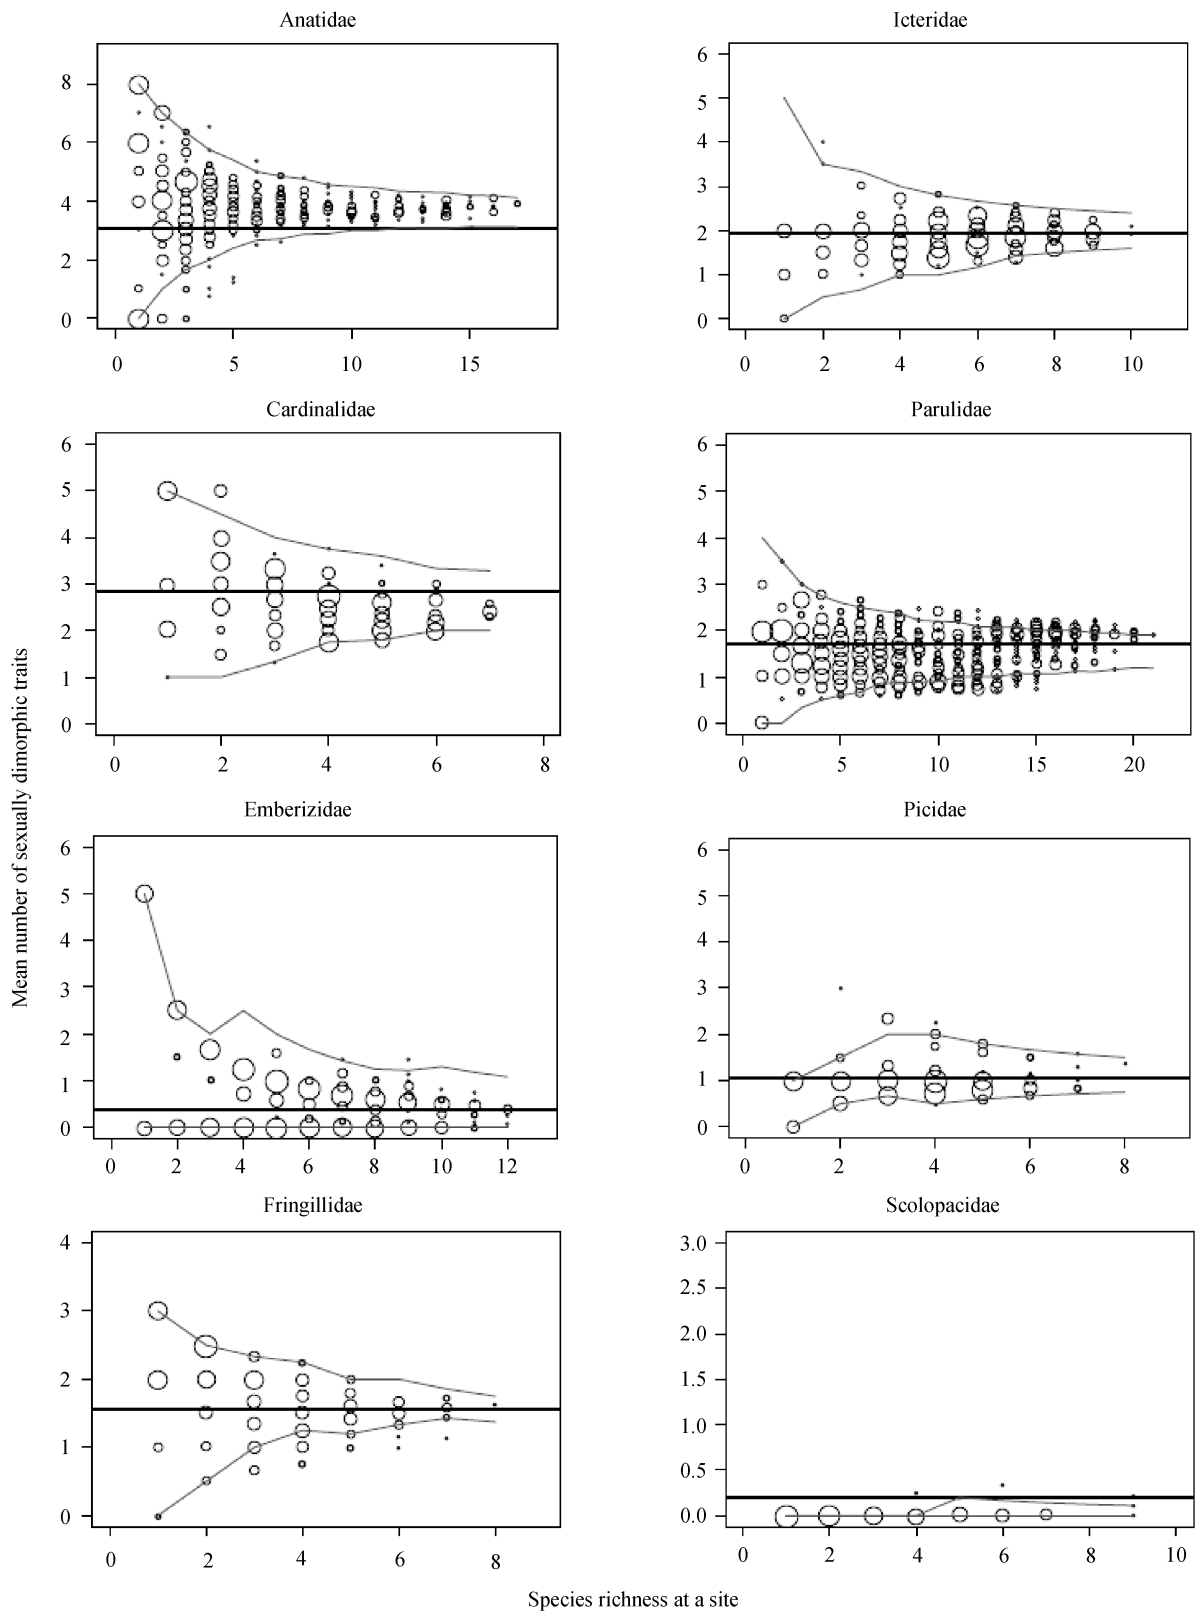 Anatidae
8
6
4
2
0
0 5 10 15
Icteridae
6
5
4
3
2
1
0
0 2 4 6 8 10
Cardinalidae
6
5
4
3
2
1
0
0 2 4 6 8
Parulidae
6
5
4
3
2
1
0
0 5 10 15 20
Mean number of sexually dimorphic traits
Emberizidae
6
5
4
3
2
1
0
0 2 4 6 8 10 12
Picidae
6
5
4
3
2
1
0
0 2 4 6 8
Fringillidae
4
3
2
1
0
0 2 4 6 8
Scolopacidae
3.0
2.5
2.0
1.5
1.0
0.5
0.0
0 2 4 6 8 10
Species richness at a site